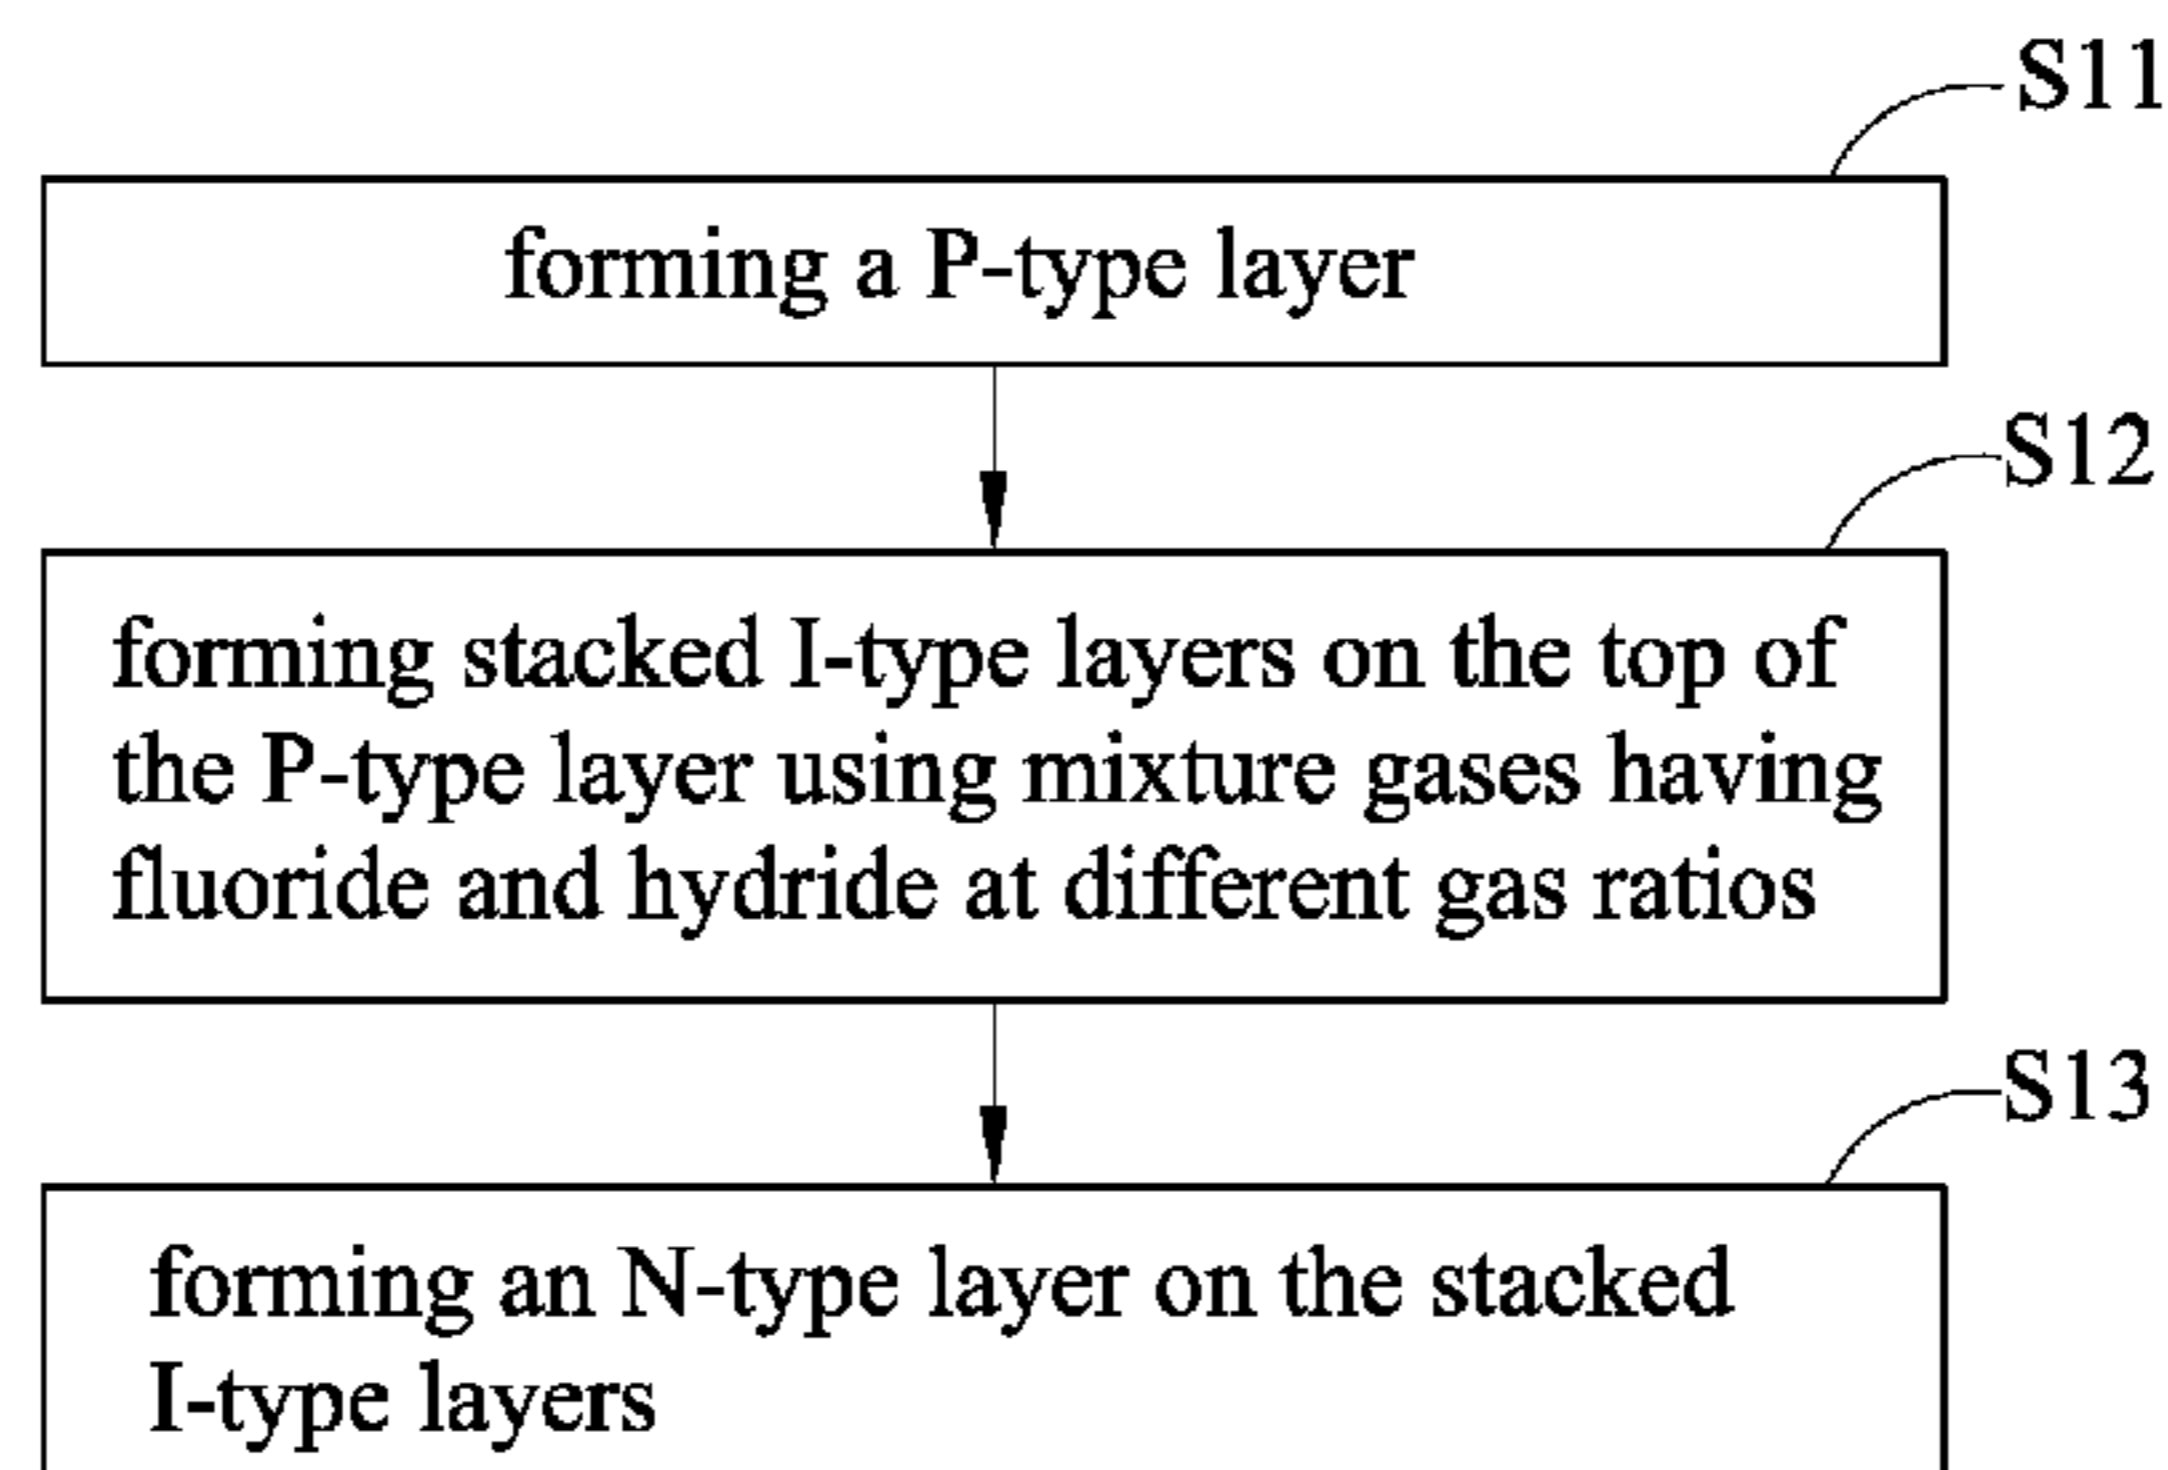 S11
forming a P-type layer
S12
forming stacked I-type layers on the top of
the P-type layer using mixture gases having
fluoride and hydride at different gas ratios
S13
forming an N-type layer on the stacked
I-type layers